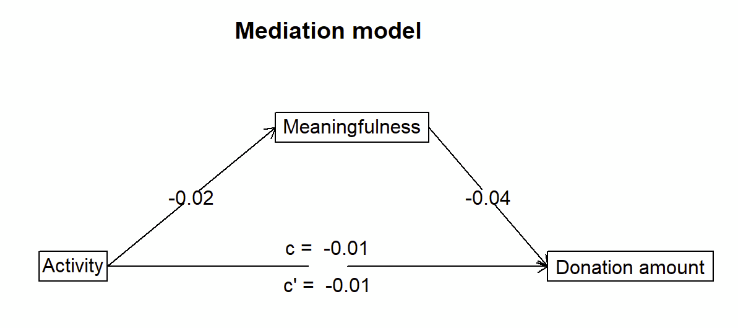 Mediation model
Meaningfulness
-0.02
-0.04
c = -0.01
Activity
Donation amount
c' = -0.01